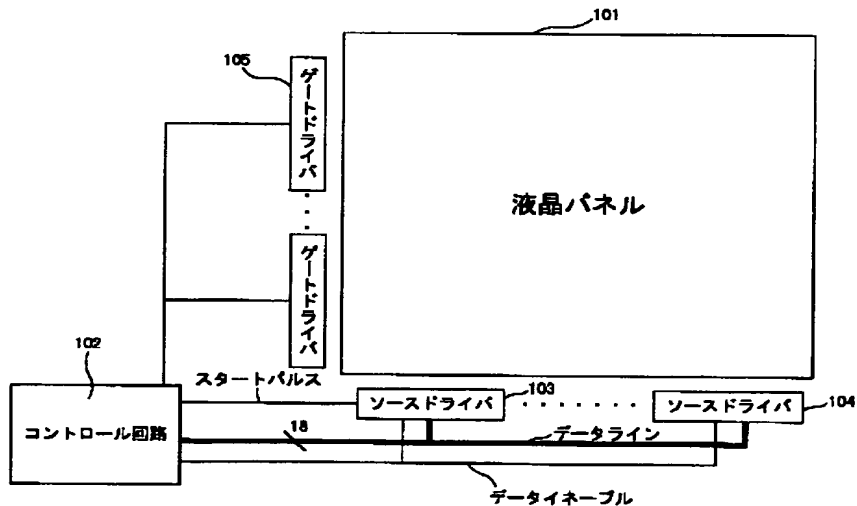 101
105
ゲートドライバ
液晶パネル
ゲートドライバ
102
スタートパルス
ソースドライバ
103
ソースドライバ
104
コントロール回路
18
データライン
データイネーブル